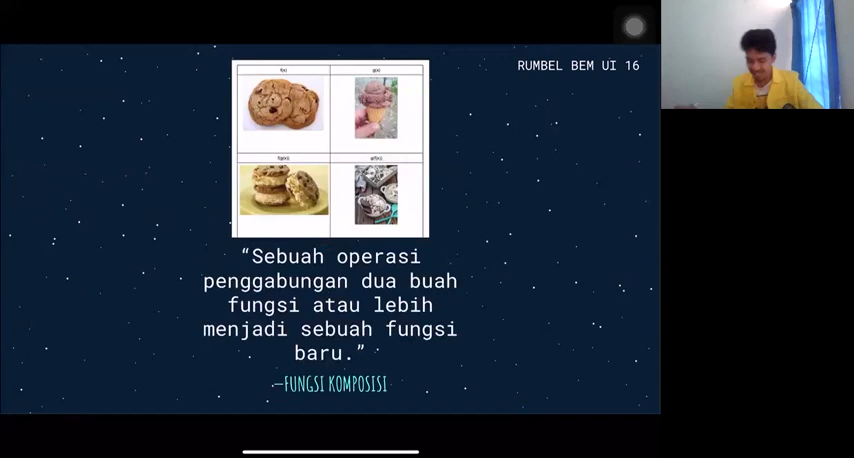 RUMBEL BEM UI 16
f(x) g(x)
f(g(x)) g(f(x))
“Sebuah operasi
penggabungan dua buah
fungsi atau lebih
menjadi sebuah fungsi
baru.”
—FUNGSI KOMPOSISI